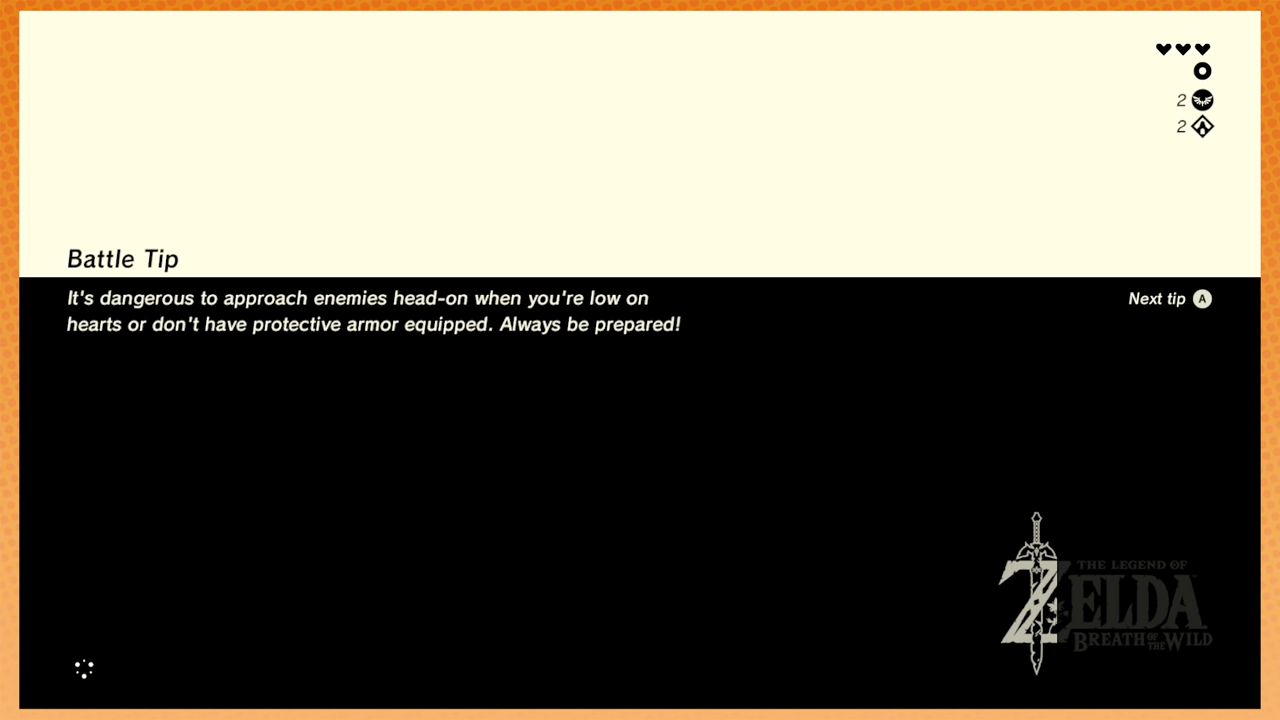 2
2
Battle Tip
It's dangerous to approach enemies head-on when you're low on
hearts or don't have protective armor equipped. Always be prepared!
Next tip A
THE LEGEND OF
ZELDA
BREATH OF THE WILD